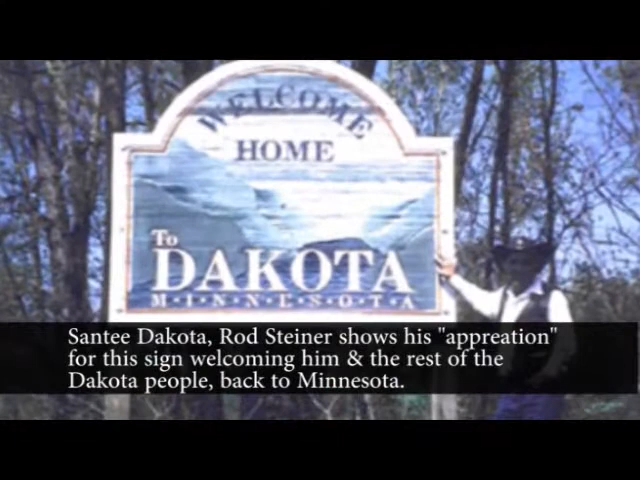 WELCOME
HOME
To
DAKOTA
M·I·N·N·E·S·O·T·A
Santee Dakota, Rod Steiner shows his "appreation"
for this sign welcoming him & the rest of the
Dakota people, back to Minnesota.